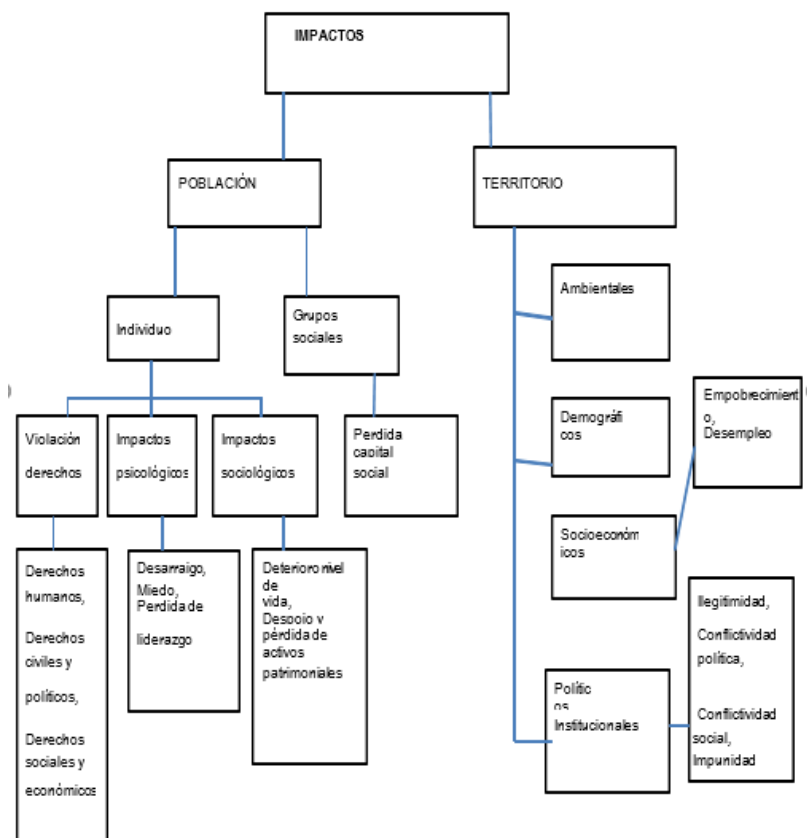 IMPACTOS
POBLACIÓN
TERRITORIO
Individuo
Grupos
sociales
Violación
derechos
Impactos
psicológicos
Impactos
sociológicos
Perdida
capital
social
Derechos
humanos,
Derechos
civiles y
políticos,
Derechos
sociales y
económicos
Desarraigo,
Miedo,
Perdida de
liderazgo
Deterioro nivel
de
vida,
Despojo y
pérdida de
activos
patrimoniales
Ambientales
Demográfi
cos
Socioeconóm
icos
Empobrecimient
o,
Desempleo
Polític
os
Institucionales
Ilegitimidad,
Conflictividad
política,
Conflictividad
social,
Impunidad